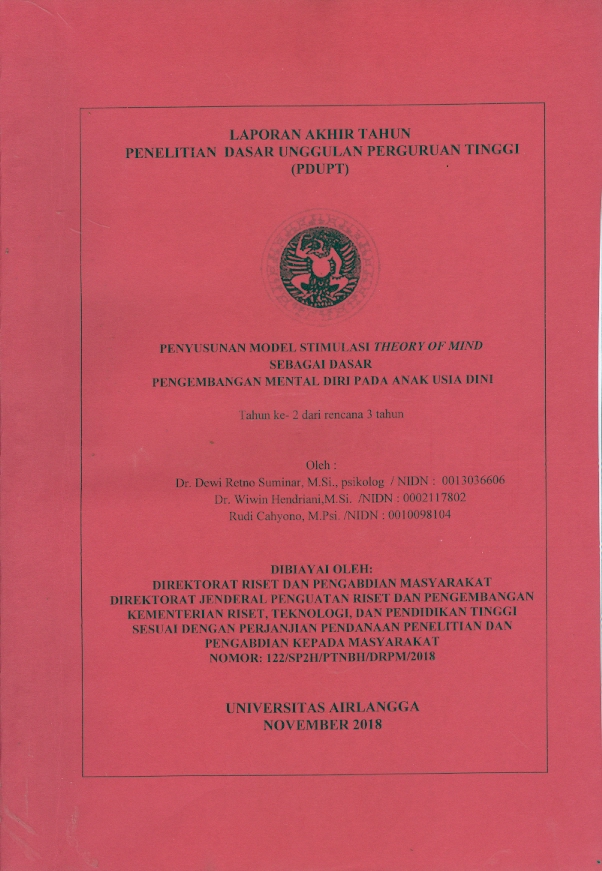 LAPORAN AKHIR TAHUN
PENELITIAN DASAR UNGGULAN PERGURUAN TINGGI
(PDUPT)
PENYUSUNAN MODEL STIMULASI THEORY OF MIND
SEBAGAI DASAR
PENGEMBANGAN MENTAL DIRI PADA ANAK USIA DINI
Tahun ke- 2 dari rencana 3 tahun
Oleh :
Dr. Dewi Retno Suminar, M.Si., psikolog / NIDN : 0013036606
Dr. Wiwin Hendriani,M.Si. /NIDN : 0002117802
Rudi Cahyono, M.Psi. /NIDN : 0010098104
DIBIAYAI OLEH:
DIREKTORAT RISET DAN PENGABDIAN MASYARAKAT
DIREKTORAT JENDERAL PENGUATAN RISET DAN PENGEMBANGAN
KEMENTERIAN RISET, TEKNOLOGI, DAN PENDIDIKAN TINGGI
SESUAI DENGAN PERJANJIAN PENDANAAN PENELITIAN DAN
PENGABDIAN KEPADA MASYARAKAT
NOMOR: 122/SP2H/PTNBH/DRPM/2018
UNIVERSITAS AIRLANGGA
NOVEMBER 2018